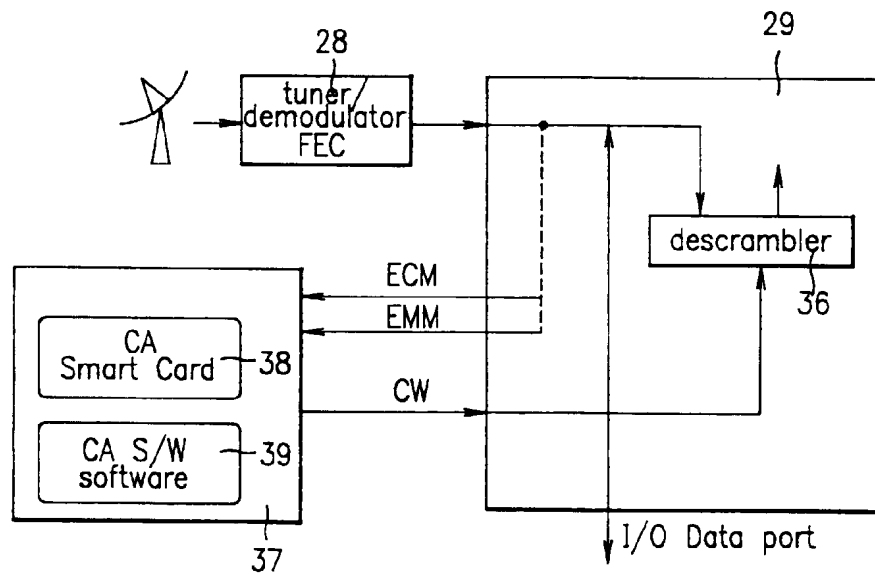 28
tuner
demodulator
FEC
29
descrambler
36
ECM
EMM
CW
CA
Smart Card
38
CA S/W
software
39
37
I/O Data port